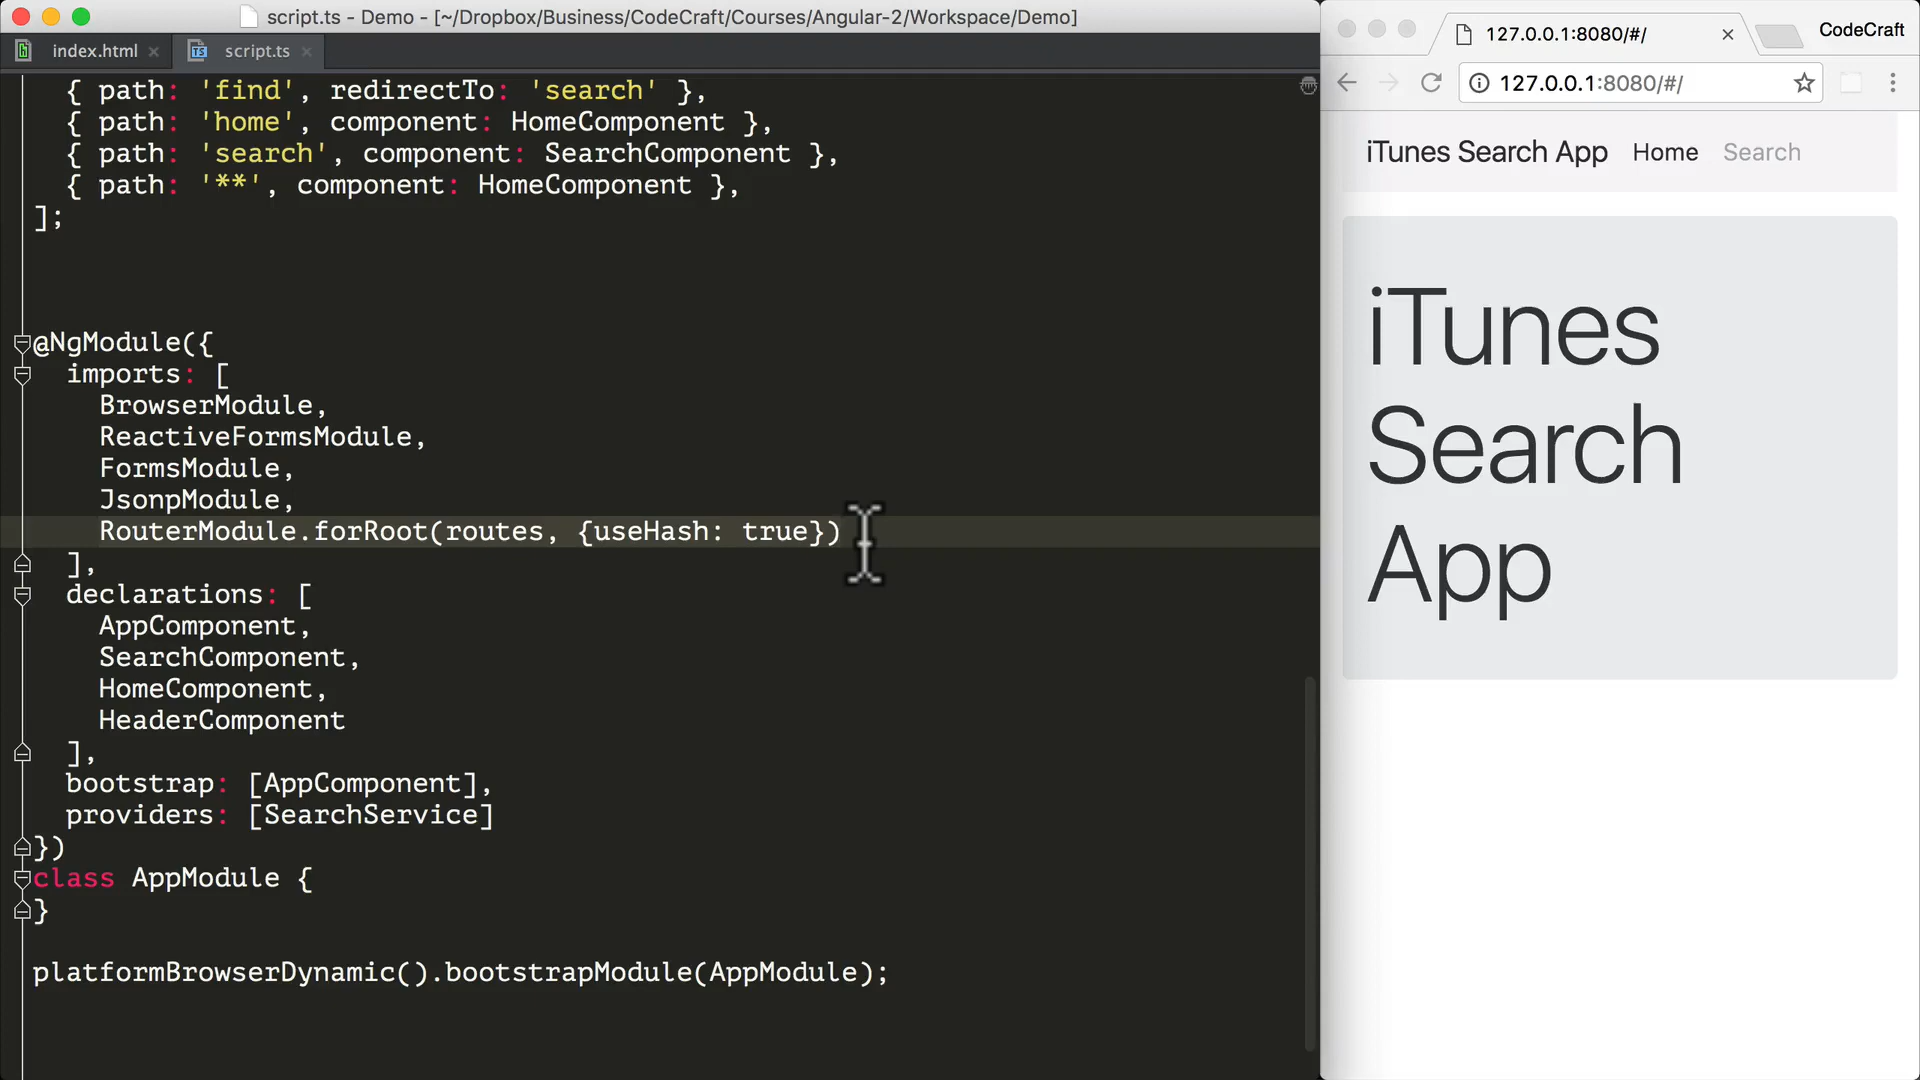 script.ts - Demo - [~/Dropbox/Business/CodeCraft/Courses/Angular-2/Workspace/Demo]
index.html
script.ts
{ path: 'find', redirectTo: 'search' },
{ path: 'home', component: HomeComponent },
{ path: 'search', component: SearchComponent },
{ path: '**', component: HomeComponent },
];
@NgModule({
imports: [
BrowserModule,
ReactiveFormsModule,
FormsModule,
JsonpModule,
RouterModule.forRoot(routes, {useHash: true})
],
declarations: [
AppComponent,
SearchComponent,
HomeComponent,
HeaderComponent
],
bootstrap: [AppComponent],
providers: [SearchService]
})
class AppModule {
}
platformBrowserDynamic().bootstrapModule(AppModule);
127.0.0.1:8080/#/
CodeCraft
127.0.0.1:8080/#/
iTunes Search App Home Search
iTunes
Search
App